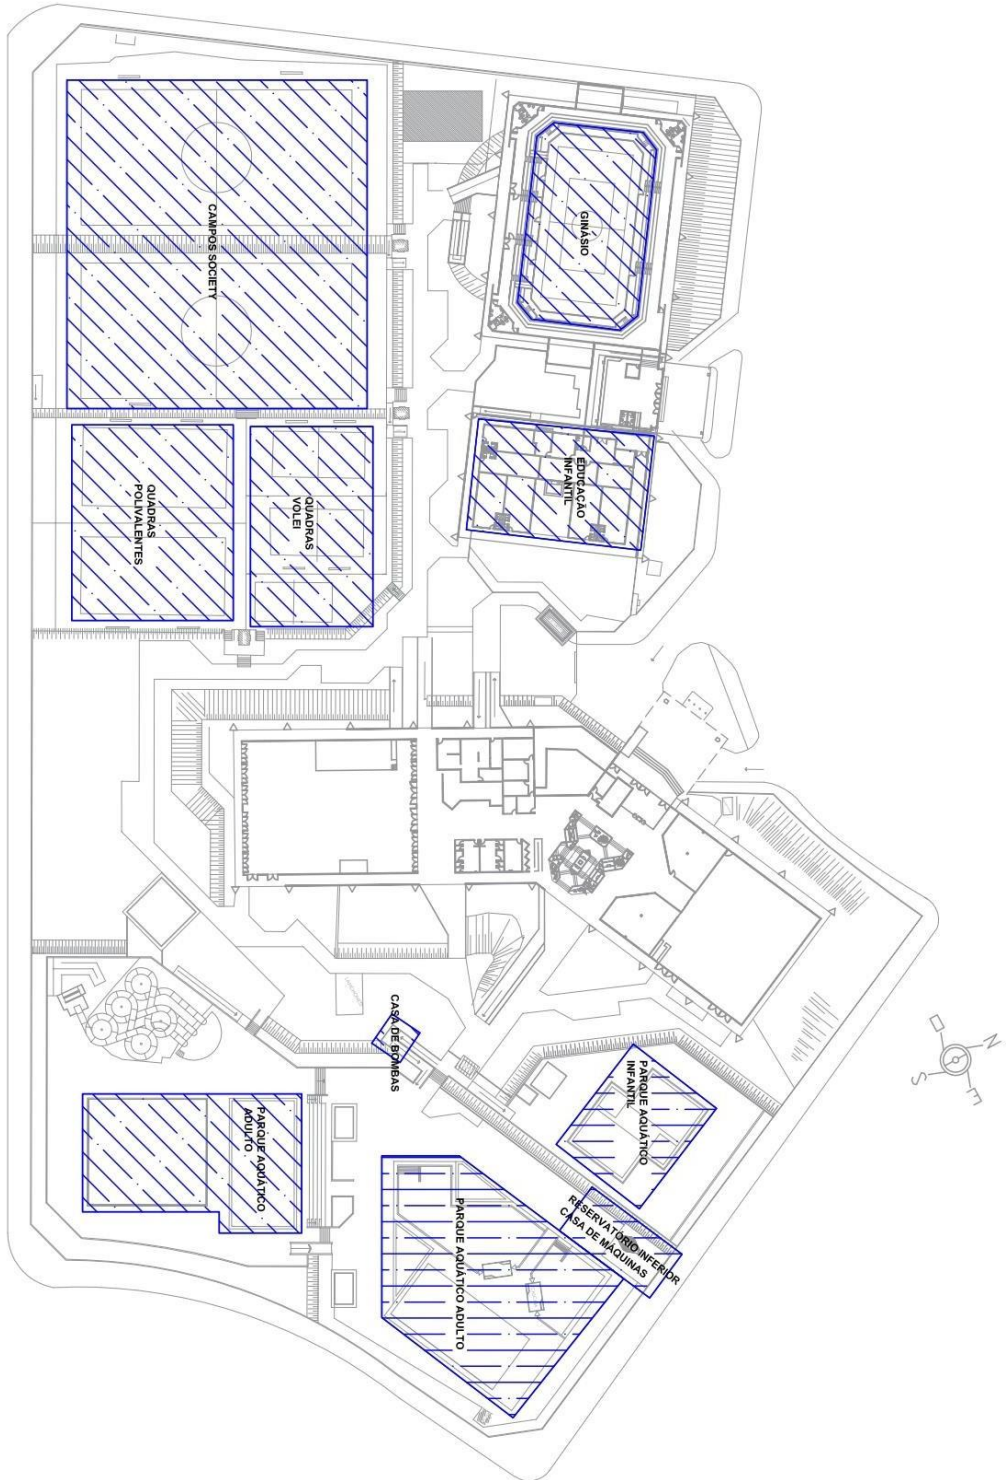 CAMPOS SOCIETY
GINÁSIO
EDUCAÇÃO
INFANTIL
QUADRAS
POLIVALENTES
QUADRAS
VOLEI
CASA DE BOMBAS
PARQUE AQUÁTICO
INFANTIL
N
E
S
PARQUE AQUÁTICO
ADULTO
PARQUE AQUÁTICO ADULTO
RESERVATÓRIO INFERIOR
CASA DE MÁQUINAS